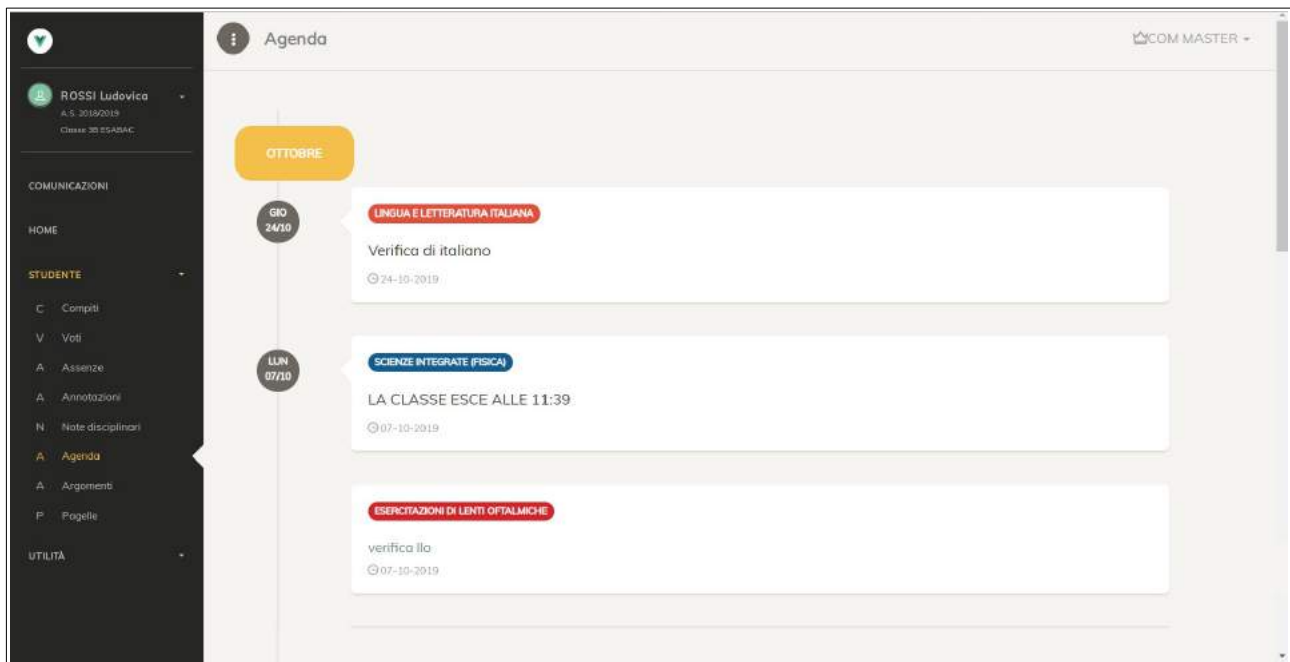 ROSSI Ludovica
A.S. 2018/2019
Classe 3B ESABAC
COMUNICAZIONI
HOME
STUDENTE
C Compiti
V Voti
A Assenze
A Annotazioni
N Note disciplinari
A Agenda
A Argomenti
P Pagelle
UTILITÀ
Agenda
COM MASTER
OTTOBRE
GIO
24/10
LINGUA E LETTERATURA ITALIANA
Verifica di italiano
24-10-2019
LUN
07/10
SCIENZE INTEGRATE (FISICA)
LA CLASSE ESCE ALLE 11:39
07-10-2019
ESERCITAZIONI DI LENTI OFTALMICHE
verifica llo
07-10-2019